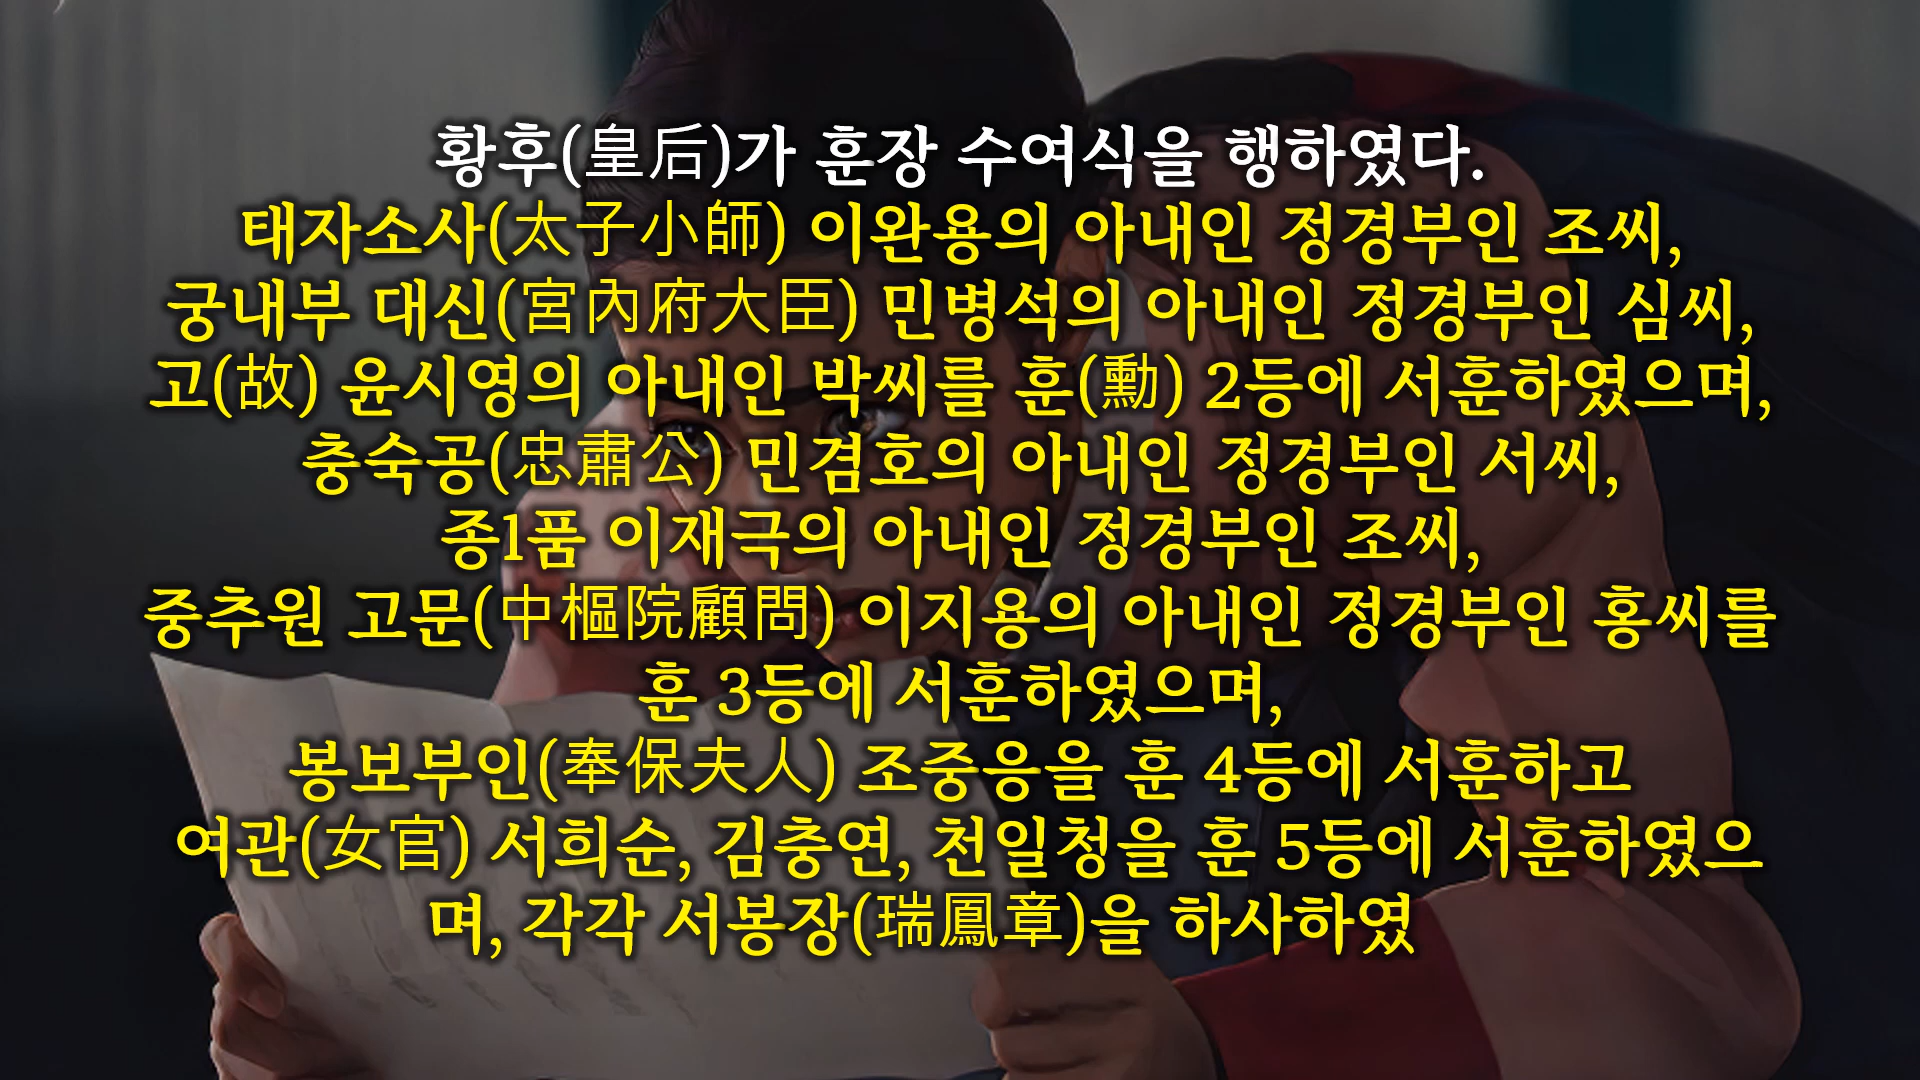 황후(皇后)가 훈장 수여식을 행하였다.
태자소사(太子小師) 이완용의 아내인 정경부인 조씨,
궁내부 대신(宮內府大臣) 민병석의 아내인 정경부인 심씨,
고(故) 윤시영의 아내인 박씨를 훈(勳) 2등에 서훈하였으며,
충숙공(忠肅公) 민겸호의 아내인 정경부인 서씨,
종1품 이재극의 아내인 정경부인 조씨,
중추원 고문(中樞院顧問) 이지용의 아내인 정경부인 홍씨를
훈 3등에 서훈하였으며,
봉보부인(奉保夫人) 조중응을 훈 4등에 서훈하고
여관(女官) 서희순, 김충연, 천일청을 훈 5등에 서훈하였으
며, 각각 서봉장(瑞鳳章)을 하사하였